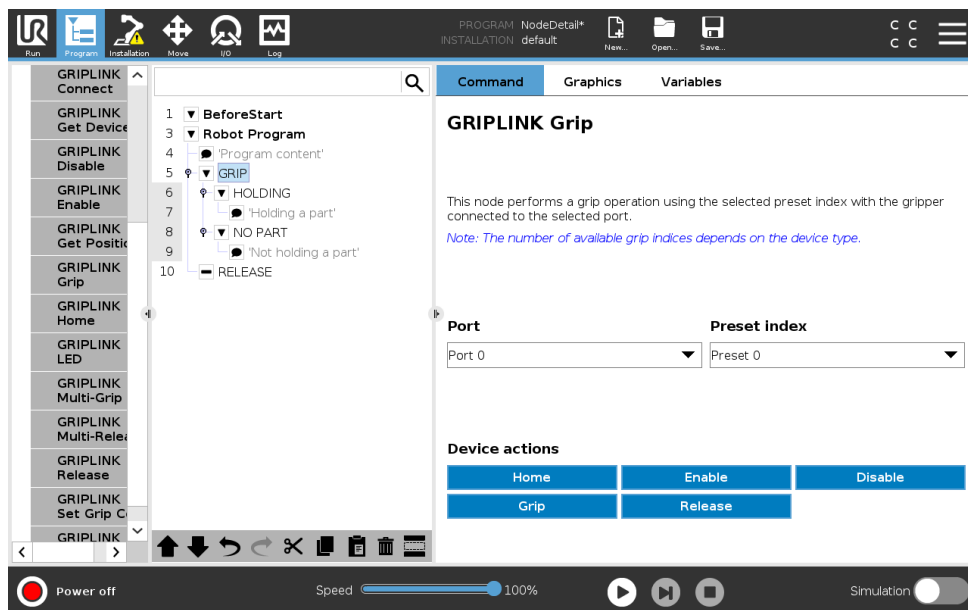 UR
PROGRAM NodeDetail*
INSTALLATION default
Run
Program
Installation
Move
I/O
Log
New...
Open...
Save...
C C
C C
GRIPLINK
Connect
GRIPLINK
Get Device
GRIPLINK
Disable
GRIPLINK
Enable
GRIPLINK
Get Positic
GRIPLINK
Grip
GRIPLINK
Home
GRIPLINK
LED
GRIPLINK
Multi-Grip
GRIPLINK
Multi-Relea
GRIPLINK
Release
GRIPLINK
Set Grip C
GRIPLINK
1 BeforeStart
3 Robot Program
4 'Program content'
5 GRIP
6 HOLDING
7 'Holding a part'
8 NO PART
9 'Not holding a part'
10 RELEASE
Command
Graphics
Variables
GRIPLINK Grip
This node performs a grip operation using the selected preset index with the gripper
connected to the selected port.
Note: The number of available grip indices depends on the device type.
Port
Preset index
Port 0
Preset 0
Device actions
Home
Enable
Disable
Grip
Release
Power off
Speed
100%
Simulation